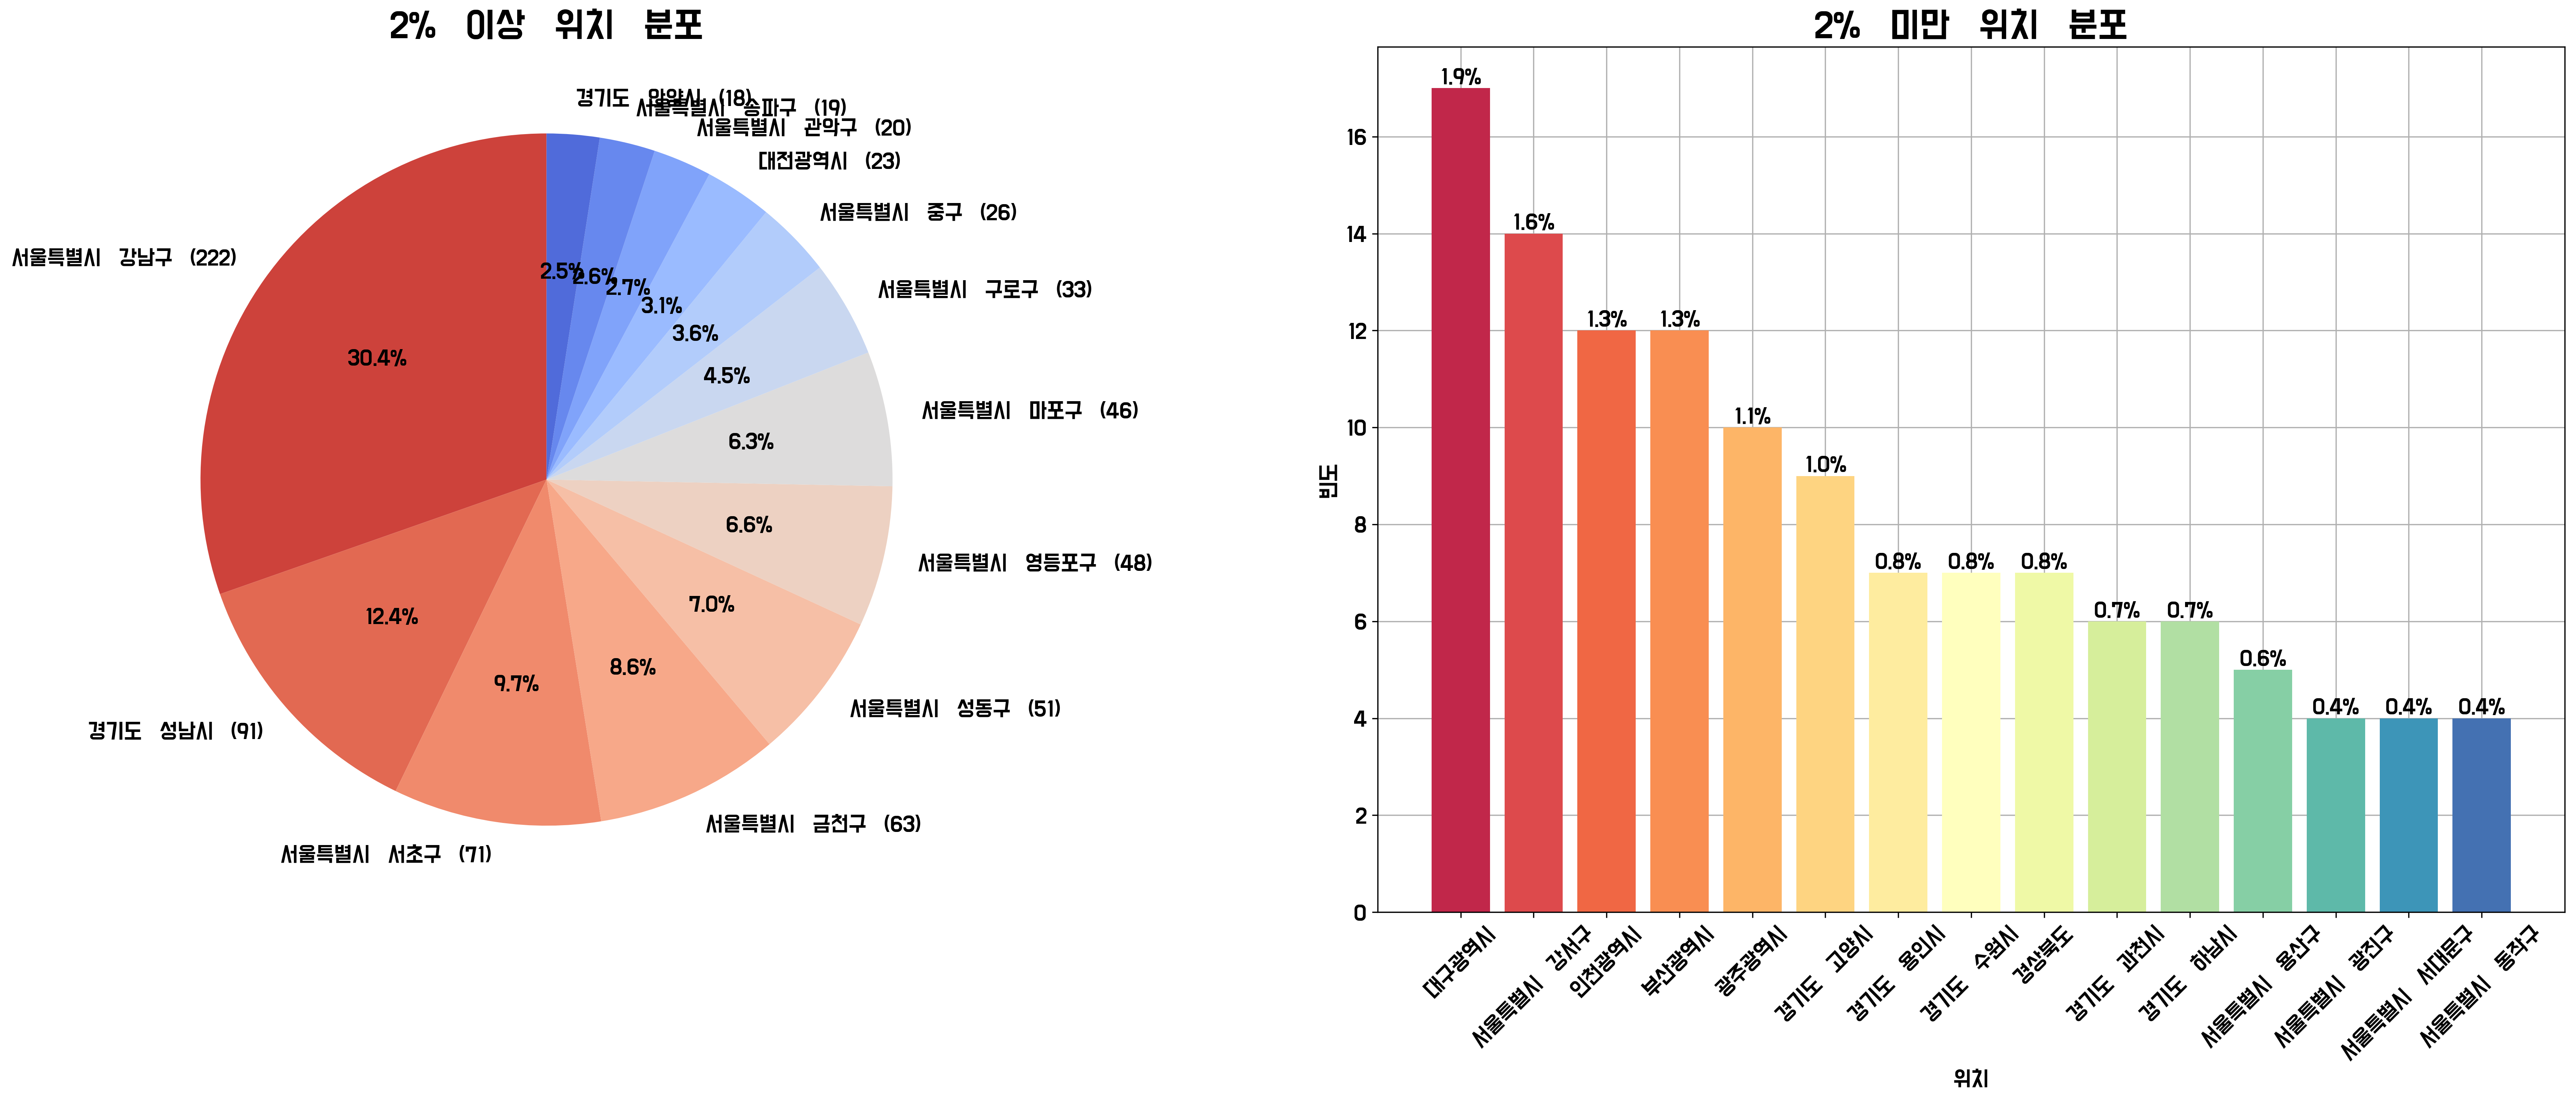 2% 이상 위치 분포
경기도 안양시 (18)
서울특별시 송파구 (19)
서울특별시 관악구 (20)
대전광역시 (23)
서울특별시 중구 (26)
서울특별시 구로구 (33)
서울특별시 마포구 (46)
서울특별시 영등포구 (48)
서울특별시 성동구 (51)
서울특별시 금천구 (63)
서울특별시 서초구 (71)
경기도 성남시 (91)
서울특별시 강남구 (222)
2.5%
2.6%
2.7%
3.1%
3.6%
4.5%
6.3%
6.6%
7.0%
8.6%
9.7%
12.4%
30.4%
2% 미만 위치 분포
빈도
16
14
12
10
8
6
4
2
0
1.9%
1.6%
1.3%
1.3%
1.1%
1.0%
0.8%
0.8%
0.8%
0.7%
0.7%
0.6%
0.4%
0.4%
0.4%
대구광역시
서울특별시 강서구
인천광역시
부산광역시
광주광역시
경기도 고양시
경기도 용인시
경기도 수원시
경상북도
경기도 과천시
경기도 하남시
서울특별시 용산구
서울특별시 광진구
서울특별시 서대문구
서울특별시 동작구
위치